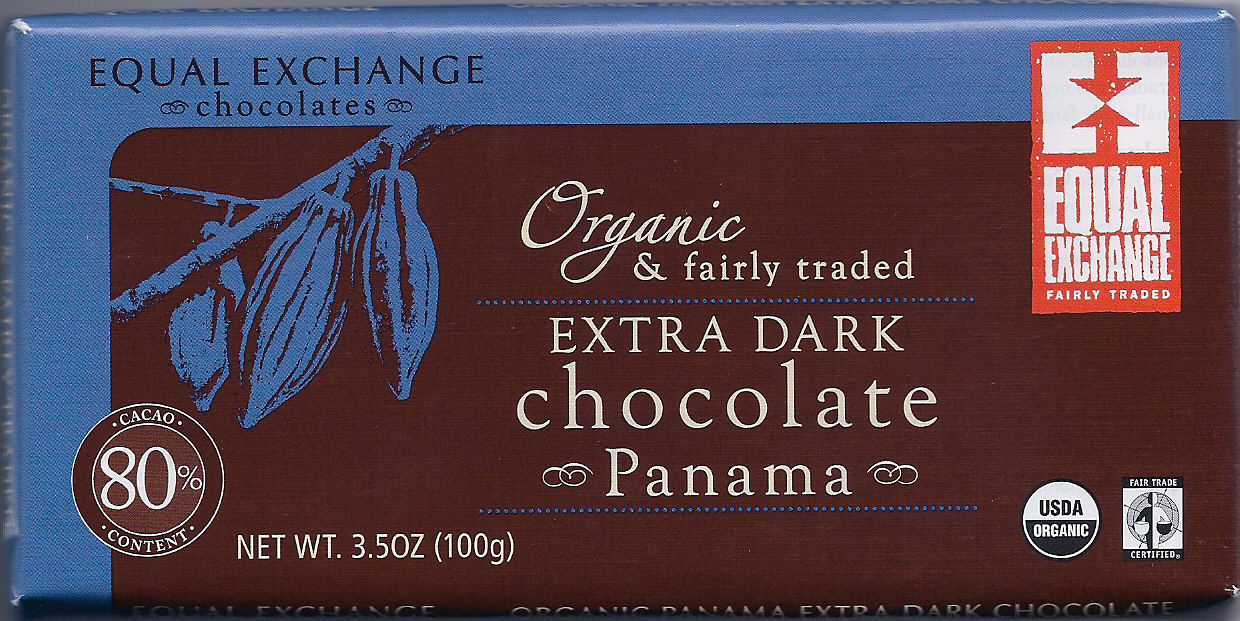 EQUAL EXCHANGE
chocolates
EQUAL
EXCHANGE
FAIRLY TRADED
Organic
& fairly traded
EXTRA DARK
chocolate
Panama
CACAO
80%
CONTENT
NET WT. 3.5OZ (100g)
USDA
ORGANIC
FAIR TRADE
CERTIFIED
EQUAL EXCHANGE
ORGANIC PANAMA EXTRA DARK CHOCOLATE